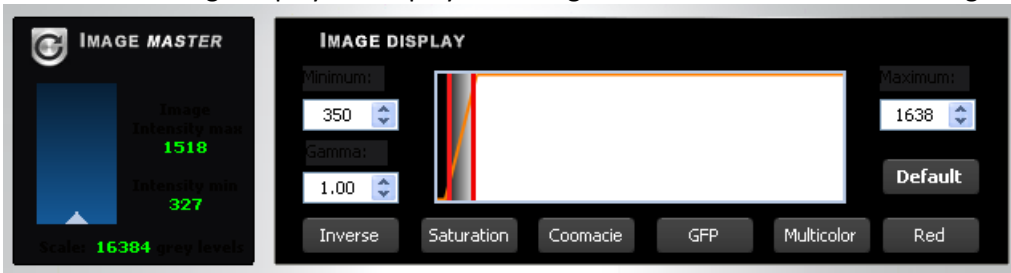 IMAGE MASTER
Image
Intensity max
1518
Intensity min
327
Scale: 16384 grey levels
IMAGE DISPLAY
Minimum:
350
Gamma:
1.00
Maximum:
1638
Default
Inverse
Saturation
Coomacie
GFP
Multicolor
Red